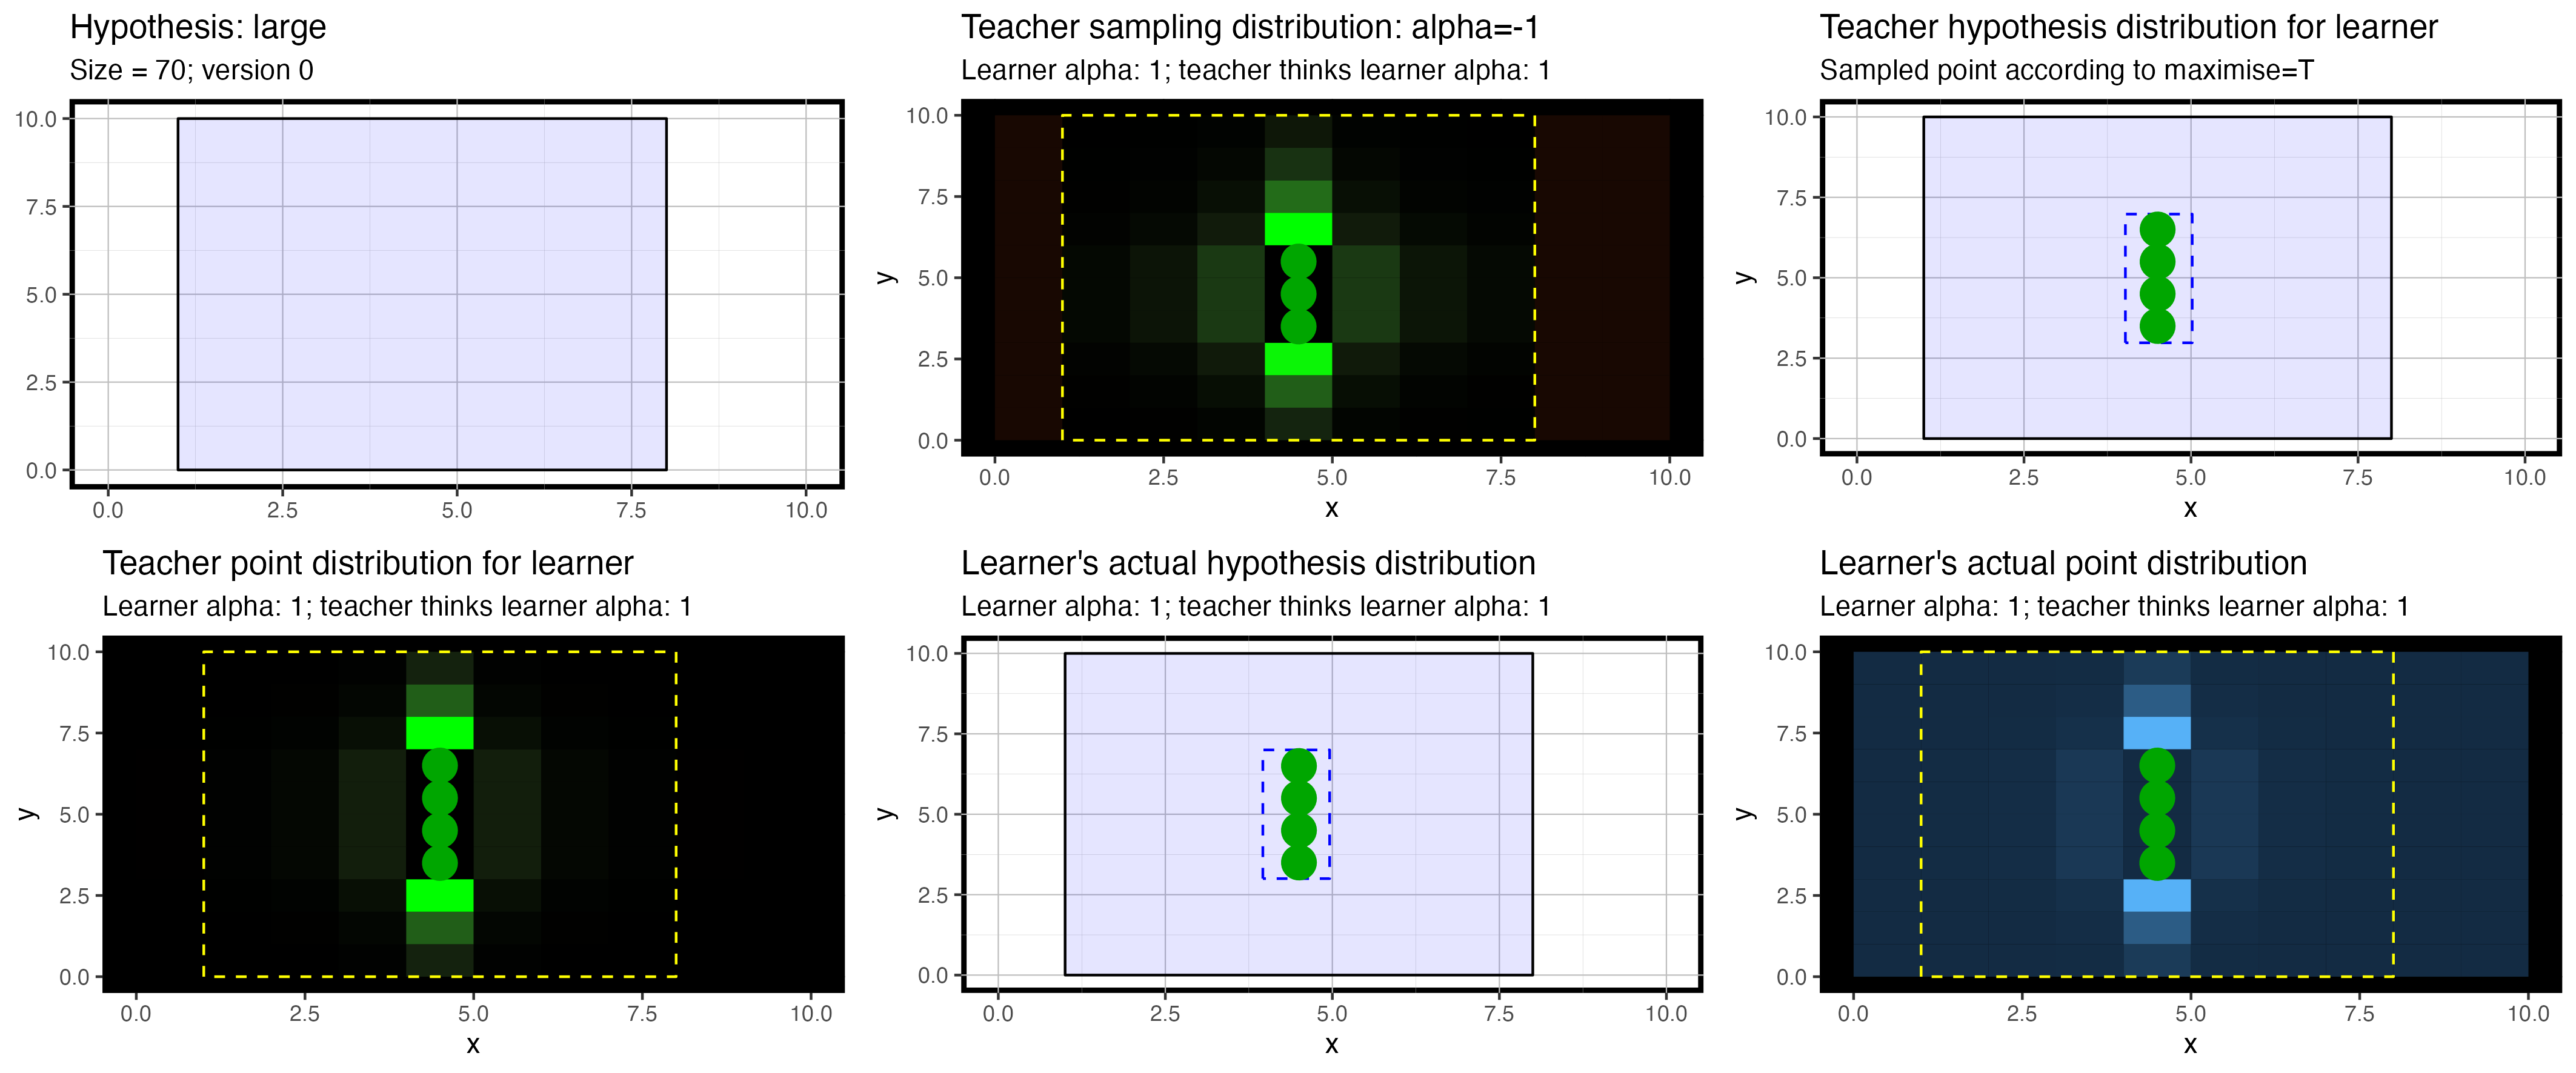 Hypothesis: large
Size = 70; version 0
10.0
7.5
5.0
2.5
0.0
0.0 2.5 5.0 7.5 10.0
Teacher sampling distribution: alpha=-1
Learner alpha: 1; teacher thinks learner alpha: 1
y
10.0
7.5
5.0
2.5
0.0
0.0 2.5 5.0 7.5 10.0
x
Teacher hypothesis distribution for learner
Sampled point according to maximise=T
y
10.0
7.5
5.0
2.5
0.0
0.0 2.5 5.0 7.5 10.0
x
Teacher point distribution for learner
Learner alpha: 1; teacher thinks learner alpha: 1
y
10.0
7.5
5.0
2.5
0.0
0.0 2.5 5.0 7.5 10.0
x
Learner's actual hypothesis distribution
Learner alpha: 1; teacher thinks learner alpha: 1
y
10.0
7.5
5.0
2.5
0.0
0.0 2.5 5.0 7.5 10.0
x
Learner's actual point distribution
Learner alpha: 1; teacher thinks learner alpha: 1
y
10.0
7.5
5.0
2.5
0.0
0.0 2.5 5.0 7.5 10.0
x